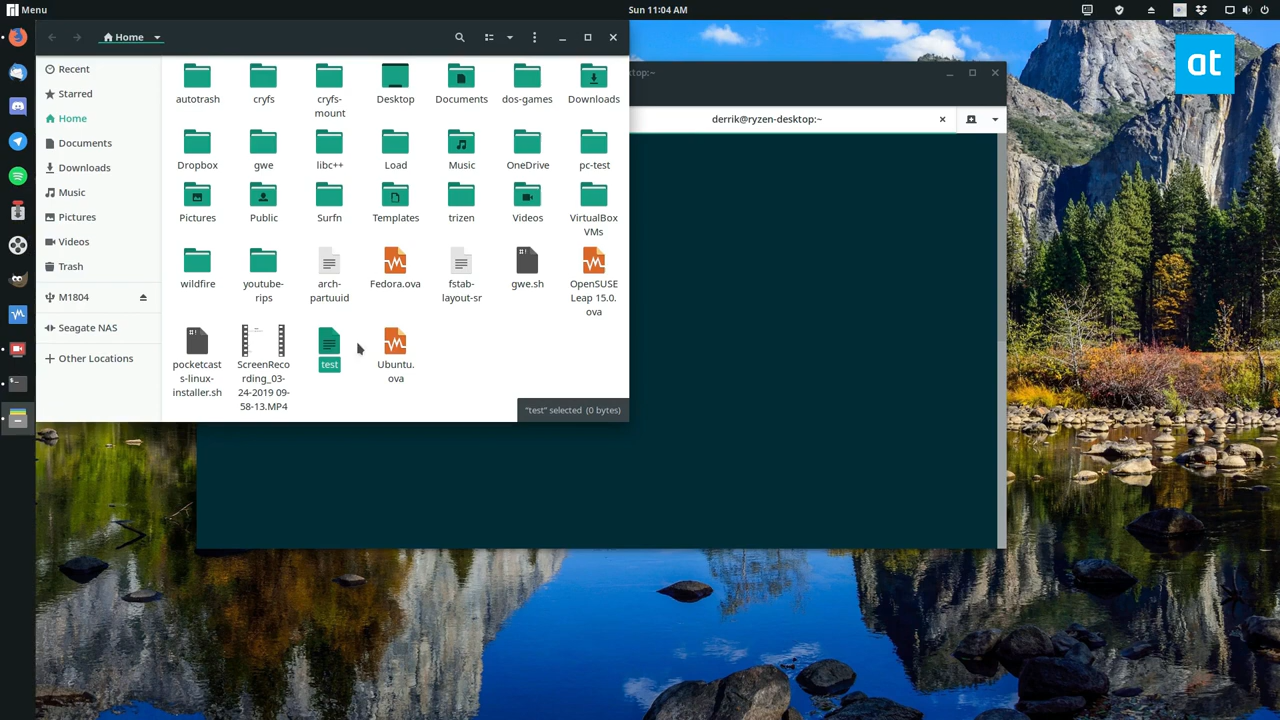 Menu
Sun 11:04 AM
Home
Recent
Starred
Home
Documents
Downloads
Music
Pictures
Videos
Trash
M1804
Seagate NAS
Other Locations
autotrash
cryfs
cryfs-
mount
Desktop
Documents
dos-games
Downloads
Dropbox
gwe
libc++
Load
Music
OneDrive
pc-test
Pictures
Public
Surfn
Templates
trizen
Videos
VirtualBox
VMs
wildfire
youtube-
rips
arch-
partuuid
Fedora.ova
fstab-
layout-sr
gwe.sh
OpenSUSE
Leap 15.0.
ova
pocketcast
s-linux-
installer.sh
ScreenReco
rding_03-
24-2019 09-
58-13.MP4
test
Ubuntu.
ova
"test" selected (0 bytes)
ktop:~
derrik@ryzen-desktop:~
at